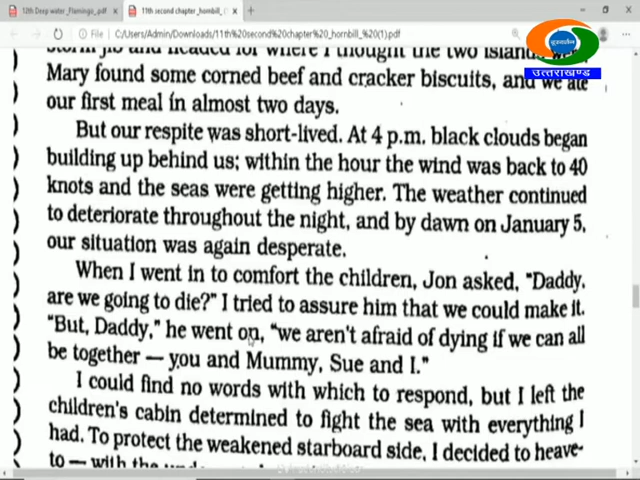 12th Deep water _Flamingo_.pdf
11th second chapter _hornbill_ (
File
C:/Users/Admin/Downloads/11th%20second%20chapter%20_hornbill_%20(1).pdf
उत्तराखण्ड
storm jib and headed for where I thought the two islands
Mary found some corned beef and cracker biscuits, and we ate
our first meal in almost two days.
But our respite was short-lived. At 4 p.m. black clouds began
building up behind us; within the hour the wind was back to 40
knots and the seas were getting higher. The weather continued
to deteriorate throughout the night, and by dawn on January 5,
our situation was again desperate.
When I went in to comfort the children, Jon asked, “Daddy,
are we going to die?” I tried to assure him that we could make it.
“But, Daddy,” he went on, “we aren't afraid of dying if we can all
be together — you and Mummy, Sue and I.”
I could find no words with which to respond, but I left the
children's cabin determined to fight the sea with everything I
had. To protect the weakened starboard side, I decided to heave-
to — with the